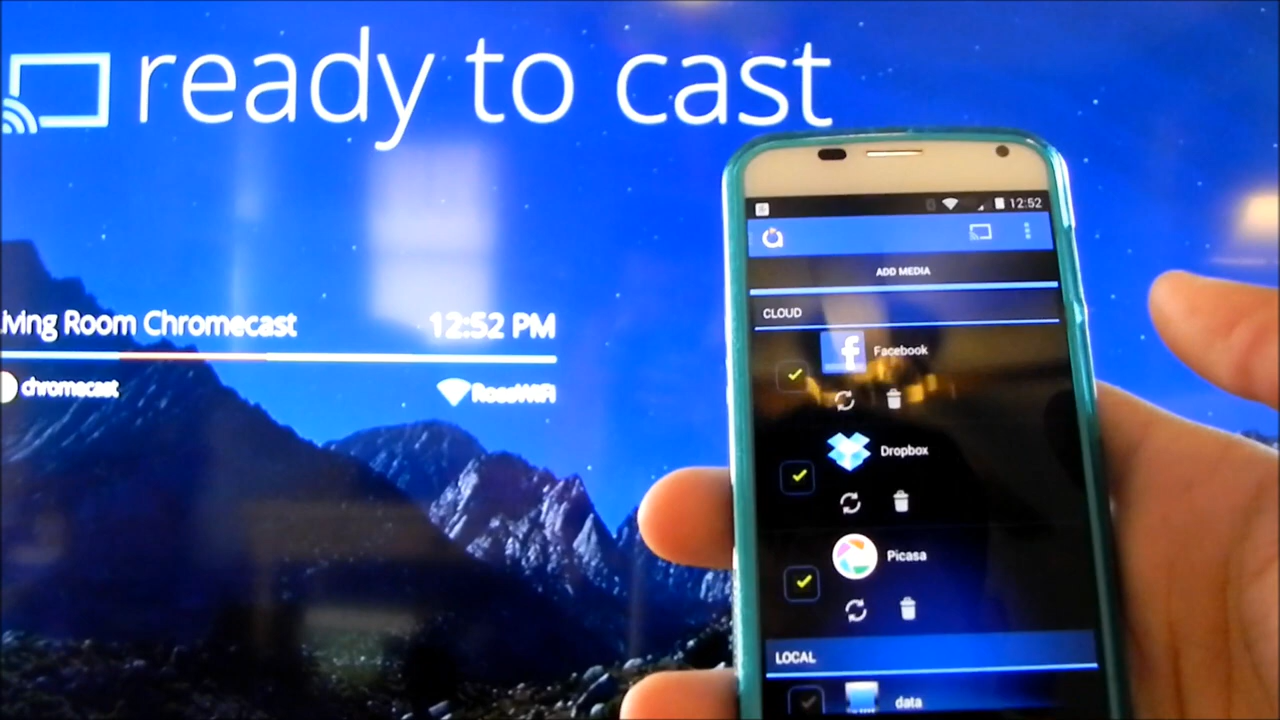 ready to cast
iving Room Chromecast 12:52 PM
chromecast RossWiFi
12:52
ADD MEDIA
CLOUD
Facebook
Dropbox
Picasa
LOCAL
data